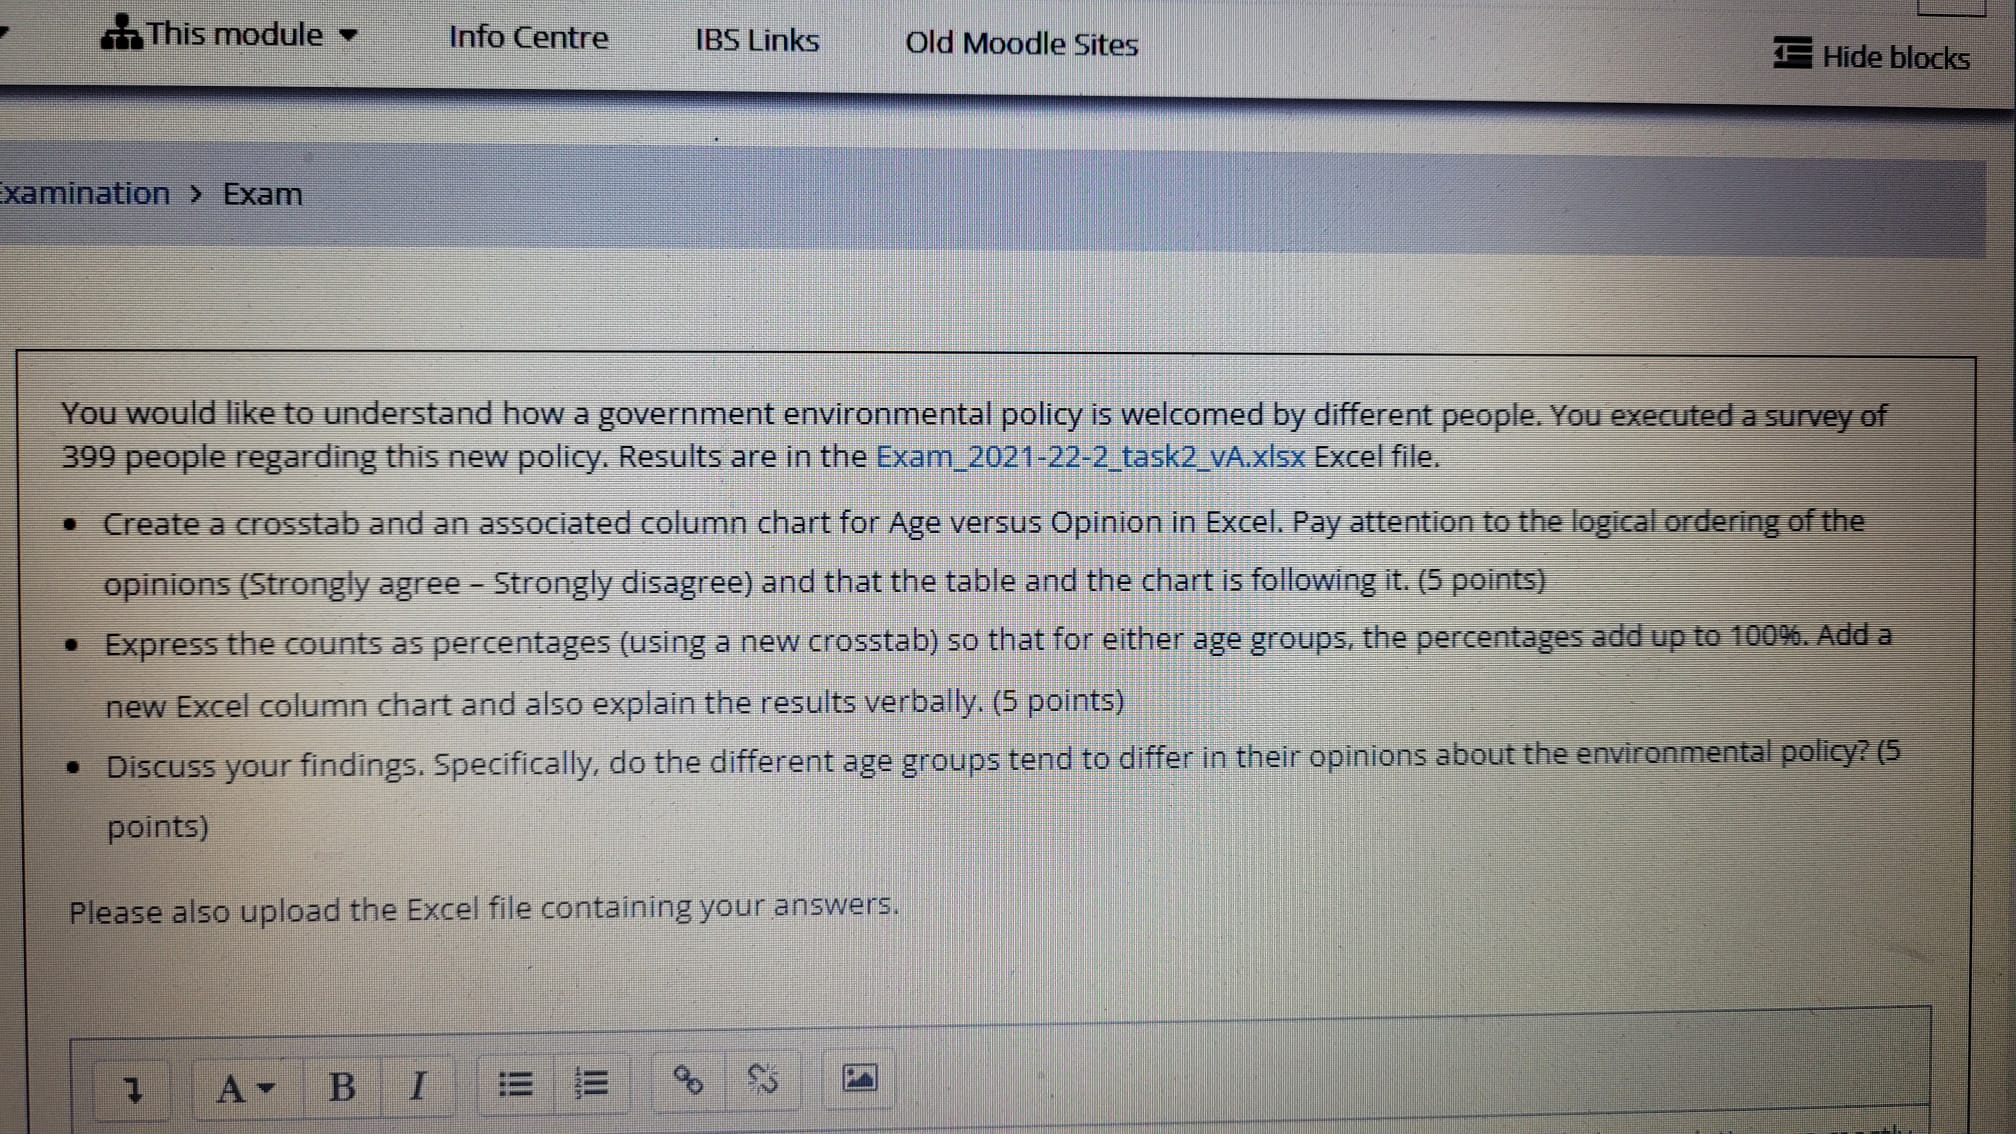 This module
Info Centre
IBS Links
Old Moodle Sites
Hide blocks
Examination > Exam
You would like to understand how a government environmental policy is welcomed by different people. You executed a survey of
399 people regarding this new policy. Results are in the Exam_2021-22-2_task2_vA.xlsx Excel file.
• Create a crosstab and an associated column chart for Age versus Opinion in Excel. Pay attention to the logical ordering of the
opinions (Strongly agree – Strongly disagree) and that the table and the chart is following it. (5 points)
• Express the counts as percentages (using a new crosstab) so that for either age groups, the percentages add up to 100%. Add a
new Excel column chart and also explain the results verbally. (5 points)
• Discuss your findings. Specifically, do the different age groups tend to differ in their opinions about the environmental policy? (5
points)
Please also upload the Excel file containing your answers.
A B I